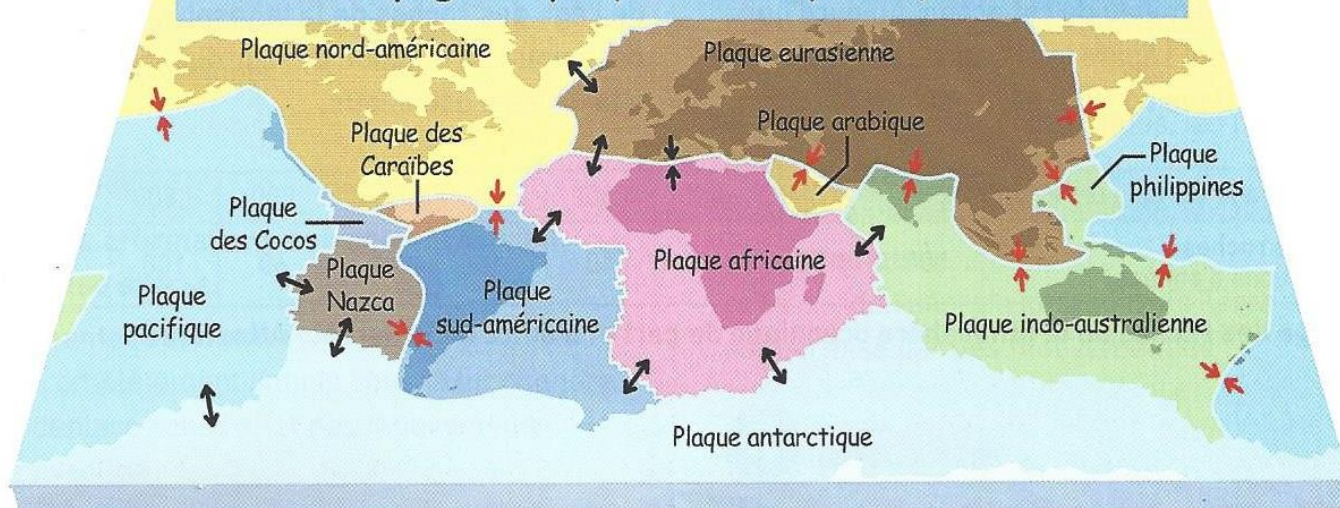 Plaque nord-américaine
Plaque eurasienne
Plaque des
Caraïbes
Plaque arabique
Plaque
philippines
Plaque
des Cocos
Plaque
Nazca
Plaque
pacifique
Plaque
sud-américaine
Plaque africaine
Plaque indo-australienne
Plaque antarctique